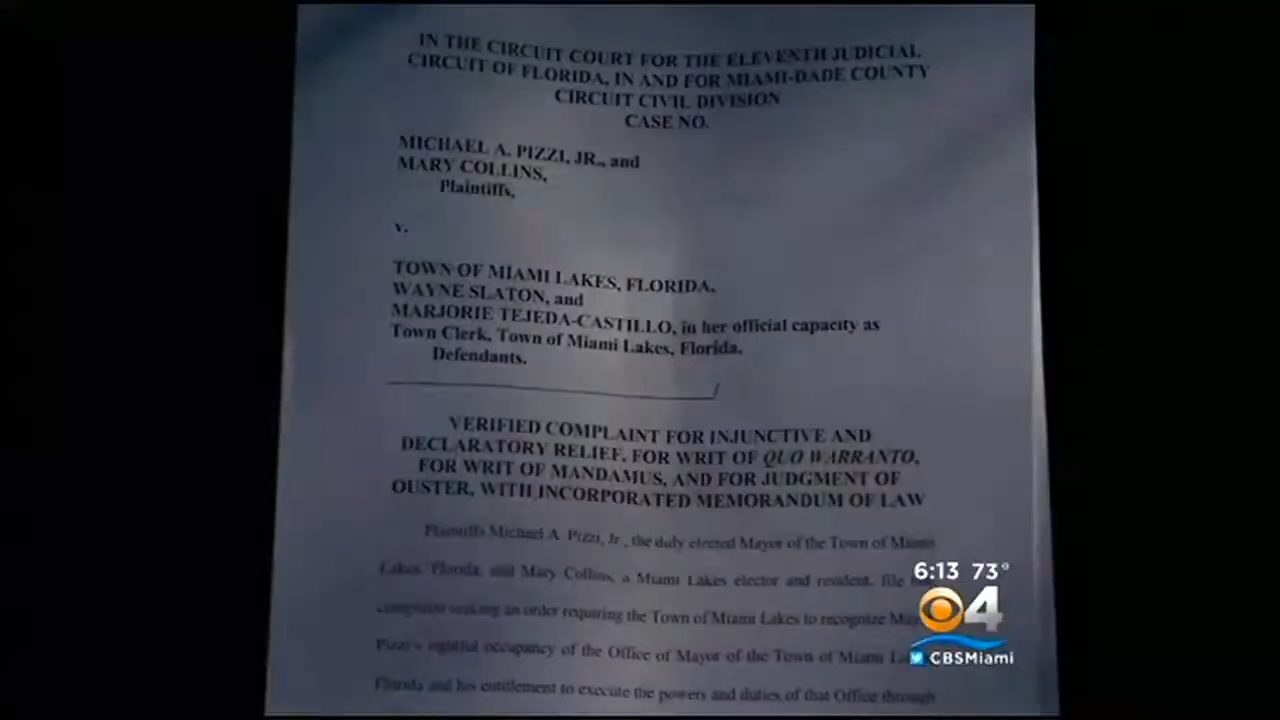 IN THE CIRCUIT COURT FOR THE ELEVENTH JUDICIAL
CIRCUIT OF FLORIDA, IN AND FOR MIAMI-DADE COUNTY
CIRCUIT CIVIL DIVISION
CASE NO.
MICHAEL A. PIZZI, JR., and
MARY COLLINS,
Plaintiffs,
v.
TOWN OF MIAMI LAKES, FLORIDA,
WAYNE SLATON, and
MARJORIE TEJEDA-CASTILLO, in her official capacity as
Town Clerk, Town of Miami Lakes, Florida,
Defendants.
/
VERIFIED COMPLAINT FOR INJUNCTIVE AND
DECLARATORY RELIEF, FOR WRIT OF QUO WARRANTO,
FOR WRIT OF MANDAMUS, AND FOR JUDGMENT OF
OUSTER, WITH INCORPORATED MEMORANDUM OF LAW
Plaintiffs Michael A. Pizzi, Jr., the duly elected Mayor of the Town of Miami
Lakes, Florida, and Mary Collins, a Miami Lakes elector and resident, file
complaint seeking an order requiring the Town of Miami Lakes to recognize
Pizzi's rightful occupancy of the Office of Mayor of the Town of Miami
Florida and his entitlement to execute the powers and duties of that Office through
6:13 73°
4
CBSMiami